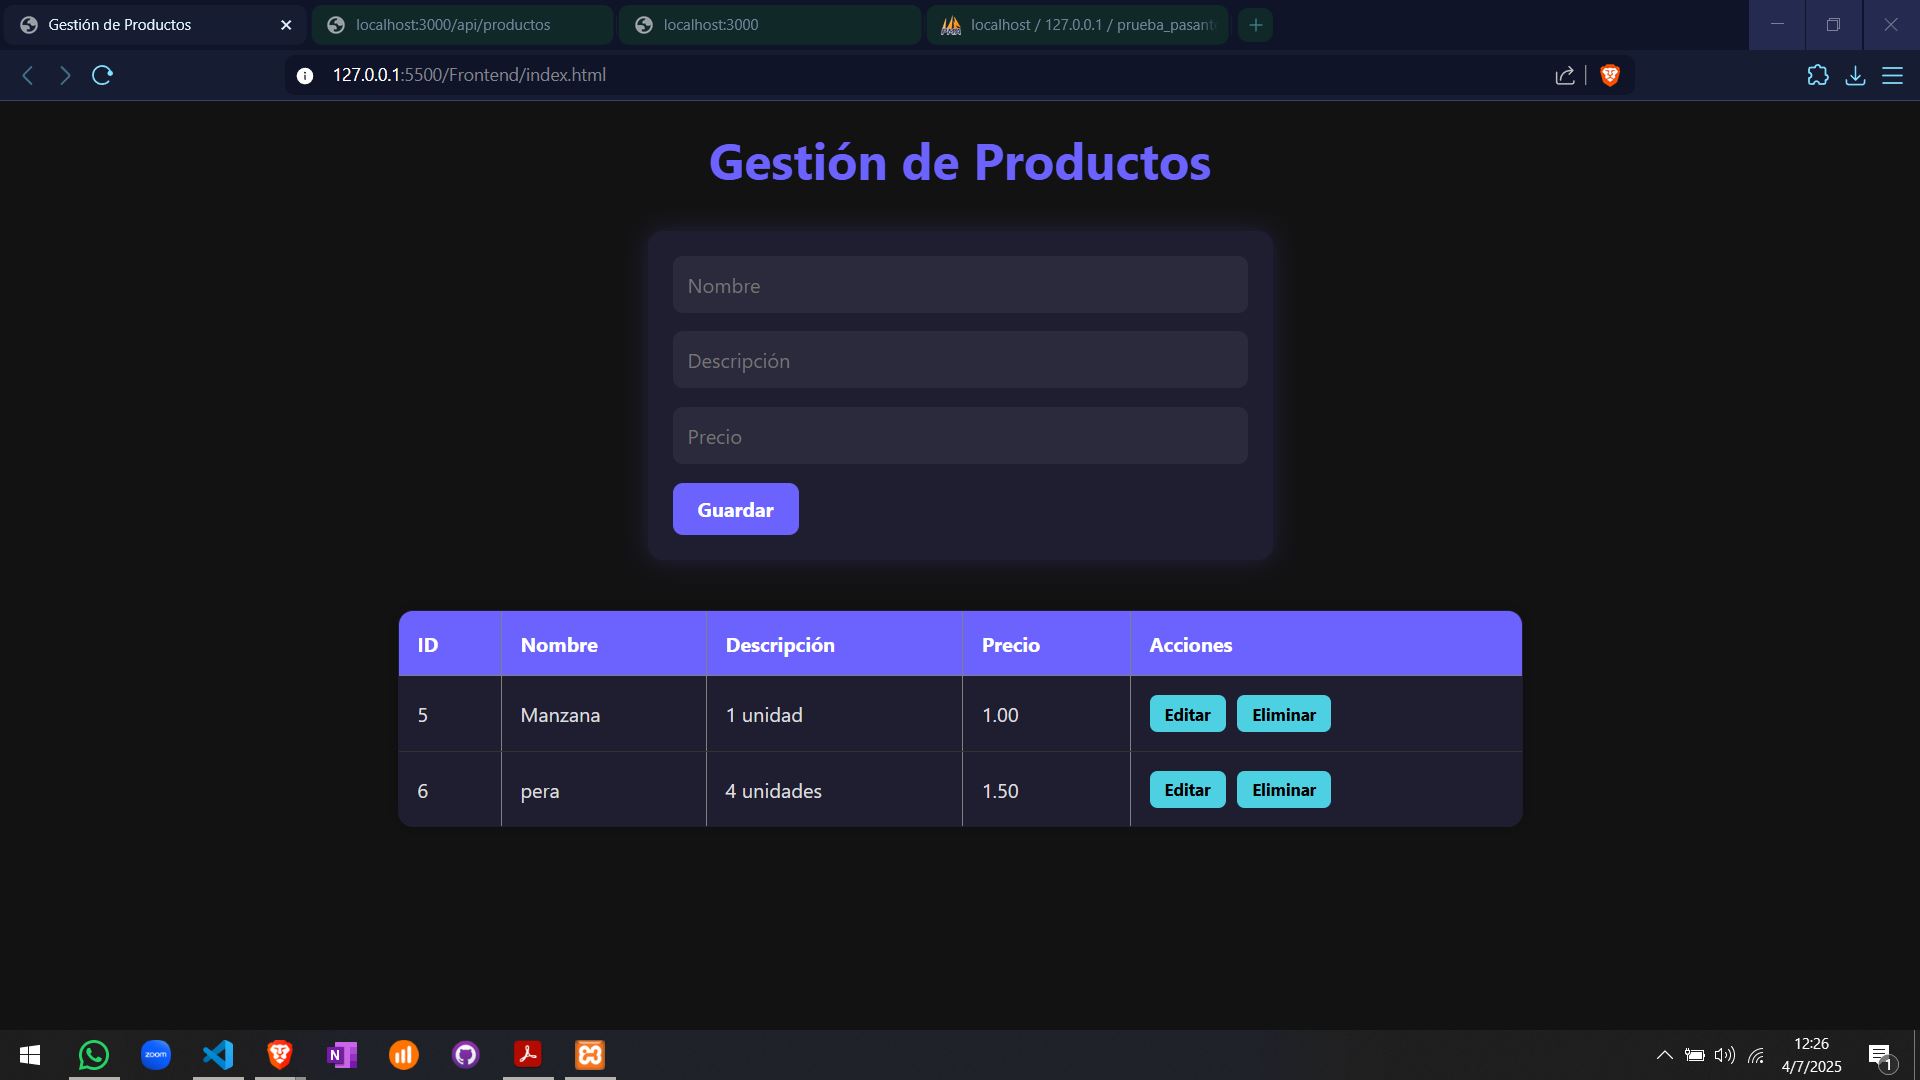 Gestión de Productos
localhost:3000/api/productos
localhost:3000
localhost / 127.0.0.1 / prueba_pasant
127.0.0.1:5500/Frontend/index.html
Gestión de Productos
Nombre
Descripción
Precio
Guardar
ID Nombre Descripción Precio Acciones
5 Manzana 1 unidad 1.00 Editar Eliminar
6 pera 4 unidades 1.50 Editar Eliminar
zoom
N
12:26
4/7/2025
1